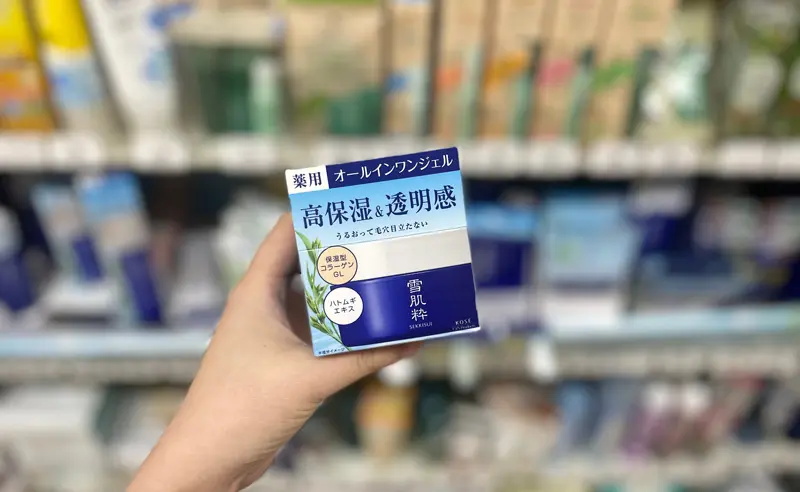 薬用 オールインワンジェル
高保湿&透明感
うるおって毛穴目立たない
保湿型
コラーゲン
GL
ハトムギ
エキス
雪肌粋
SEKKISUI
KOSÉ